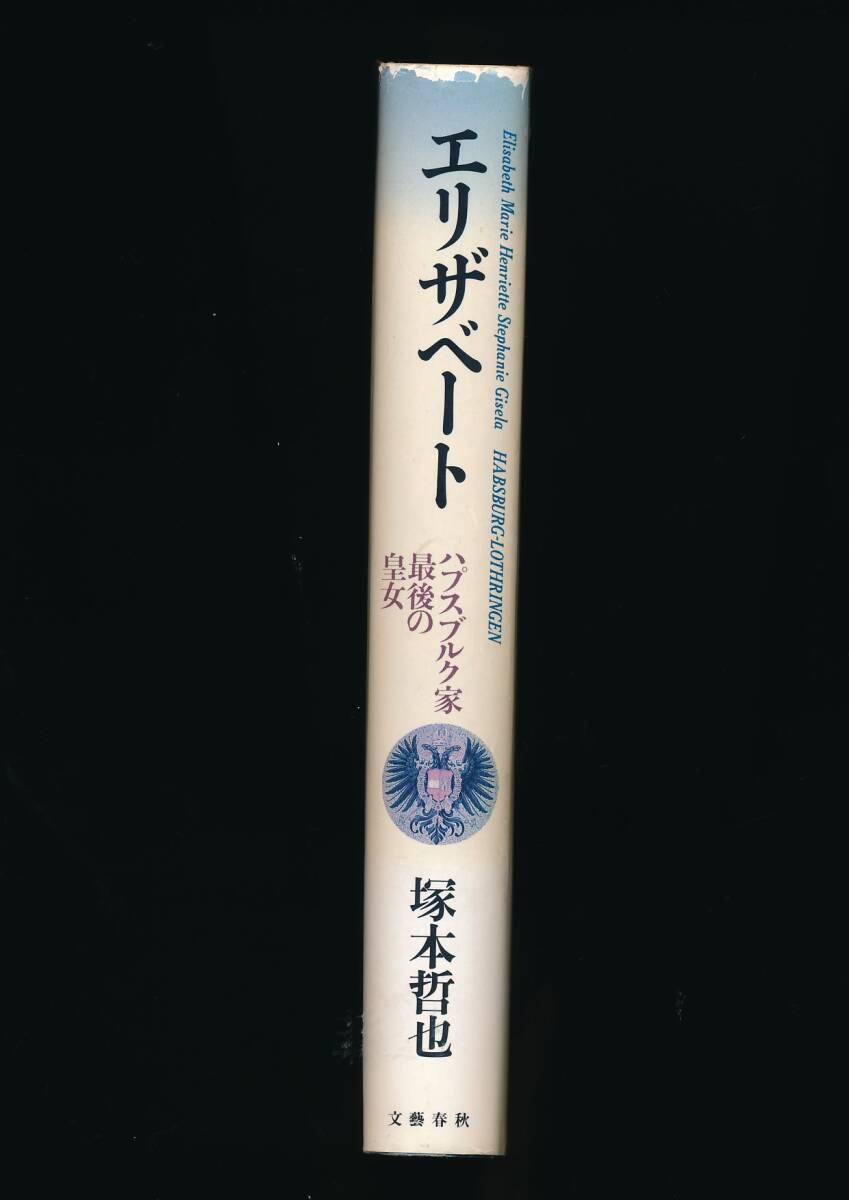 Elisabeth Marie Henriette Stephanie Gisela HABSBURG-LOTHRINGEN
エリザベート
ハプスブルク家
最後の
皇女
塚本哲也
文藝春秋